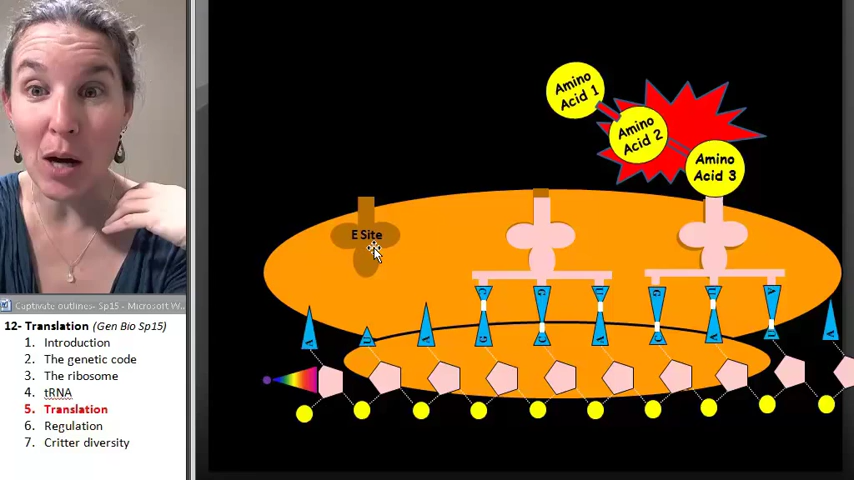 Amino
Acid 1
Amino
Acid 2
Amino
Acid 3
E Site
C
G
U
G
U
A
A
U
A
G
C
A
C
A
U
A
Captivate outlines- Sp15 - Microsoft W.
12- Translation (Gen Bio Sp15)
1. Introduction
2. The genetic code
3. The ribosome
4. tRNA
5. Translation
6. Regulation
7. Critter diversity